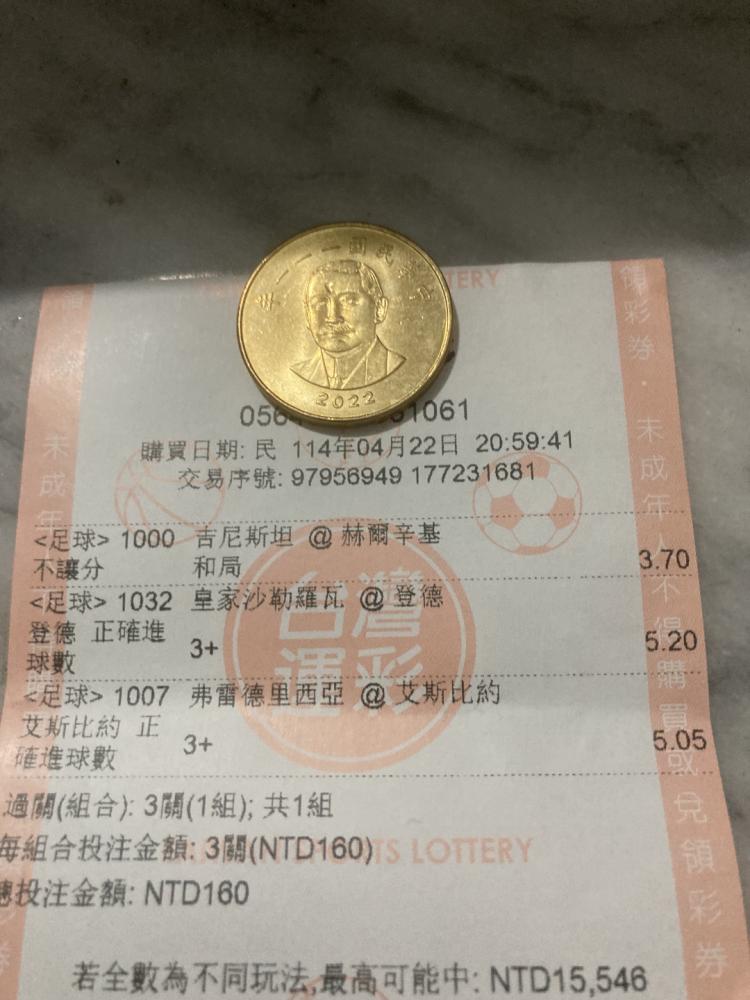 中華民國一一一年
2022
LOTTERY
1061
購買日期: 民 114年04月22日 20:59:41
交易序號: 97956949 177231681
<足球> 1000 吉尼斯坦 @ 赫爾辛基
不讓分 和局 3.70
<足球> 1032 皇家沙勒羅瓦 @ 登德
登德 正確進球數 3+ 5.20
<足球> 1007 弗雷德里西亞 @ 艾斯比約
艾斯比約 正確進球數 3+ 5.05
台灣運彩
過關(組合): 3關(1組); 共1組
每組合投注金額: 3關(NTD160)
SPORTS LOTTERY
總投注金額: NTD160
若全數為不同玩法,最高可能中: NTD15,546
領彩券．未成年人不得購買或兌領彩券
未成年